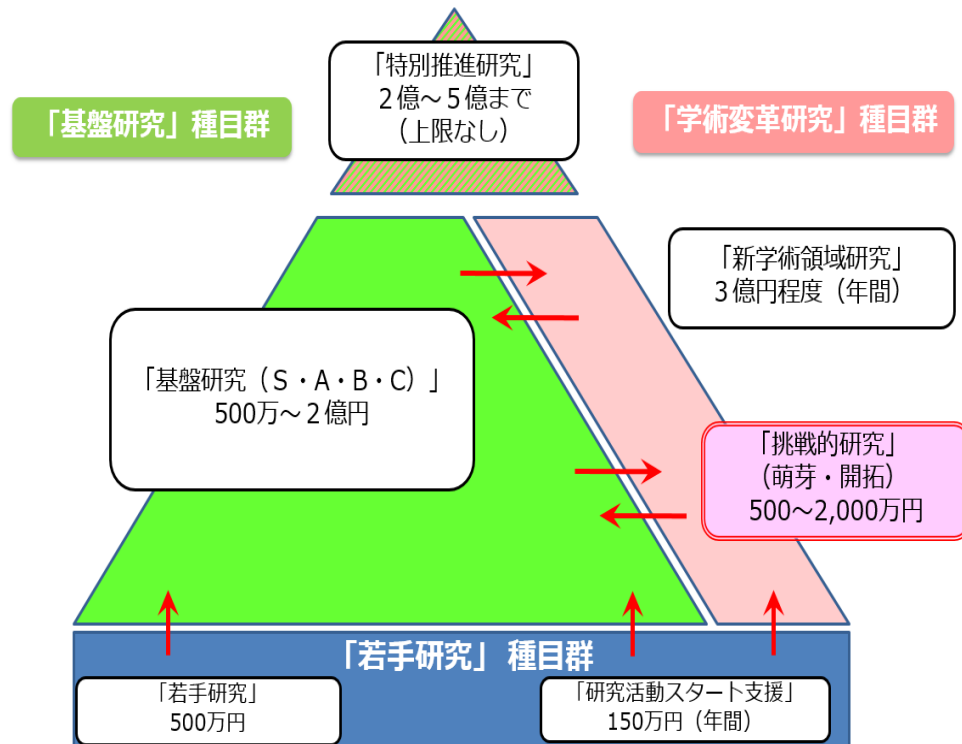 「特別推進研究」
２億～５億まで
（上限なし）
「基盤研究」種目群
「学術変革研究」種目群
「新学術領域研究」
３億円程度（年間）
「基盤研究（Ｓ・Ａ・Ｂ・Ｃ）」
500万～２億円
「挑戦的研究」
（萌芽・開拓）
500～2,000万円
「若手研究」 種目群
「若手研究」
500万円
「研究活動スタート支援」
150万円（年間）